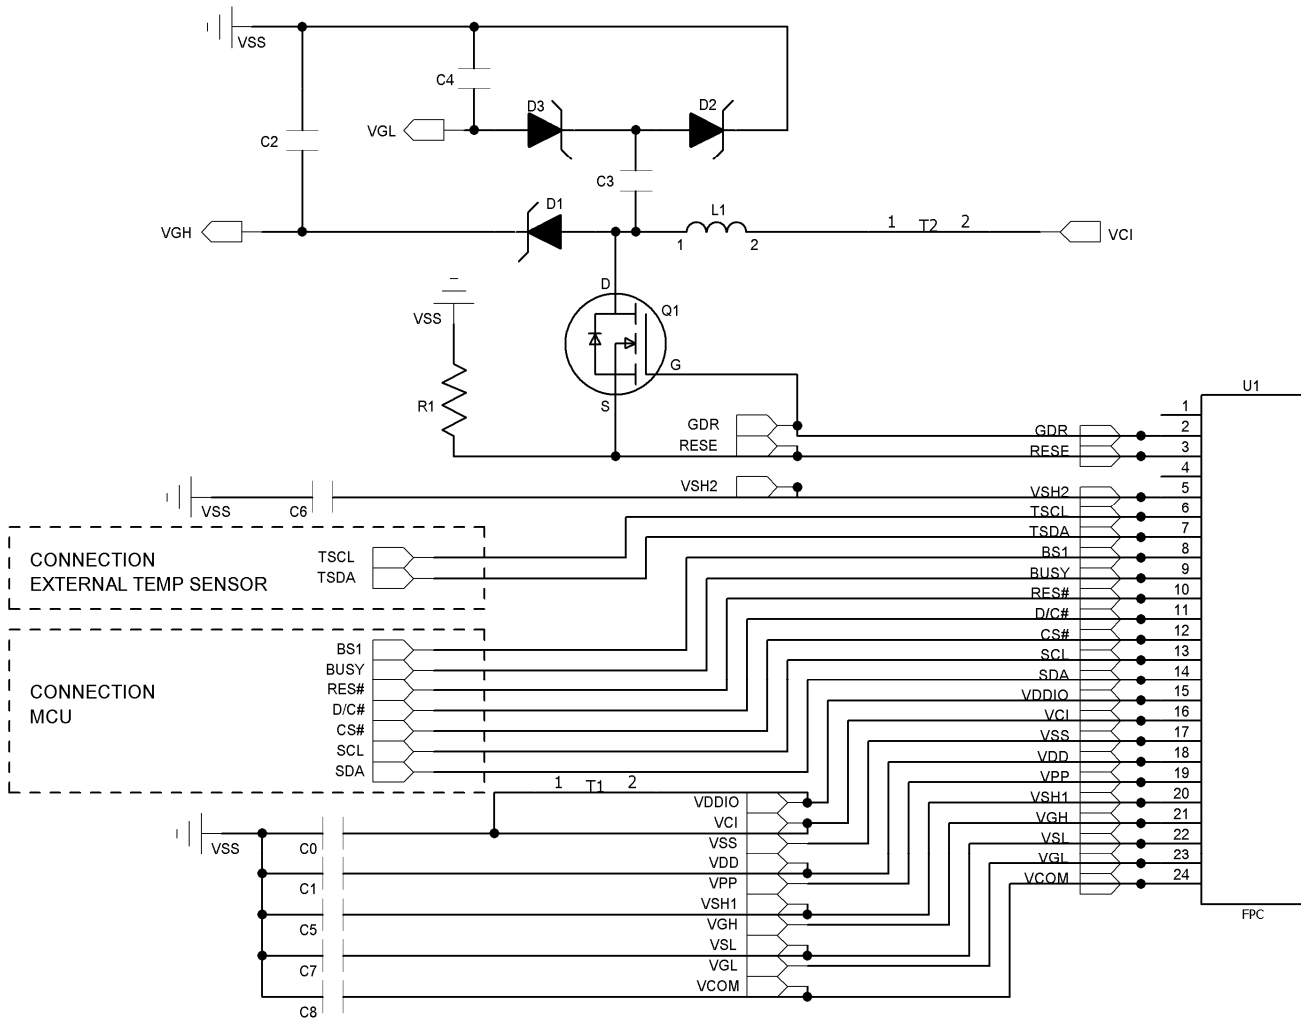 VSS
C4
D3
D2
VGL
C2
C3
D1
L1
1 T2 2
VGH
1
2
VCI
D
VSS
Q1
G
U1
R1
S
GDR
RESE
GDR
RESE
1
2
3
4
VSH2
VSS
C6
VSH2
5
TSCL
6
TSDA
7
BS1
8
BUSY
9
RES#
10
D/C#
11
CS#
12
SCL
13
SDA
14
VDDIO
15
VCI
16
VSS
17
VDD
18
VPP
19
VSH1
20
VGH
21
VSL
22
VGL
23
VCOM
24
FPC
CONNECTION
EXTERNAL TEMP SENSOR
TSCL
TSDA
CONNECTION
MCU
BS1
BUSY
RES#
D/C#
CS#
SCL
SDA
1 T1 2
VDDIO
VCI
VSS
VDD
VPP
VSH1
VGH
VSL
VGL
VCOM
VSS
C0
C1
C5
C7
C8